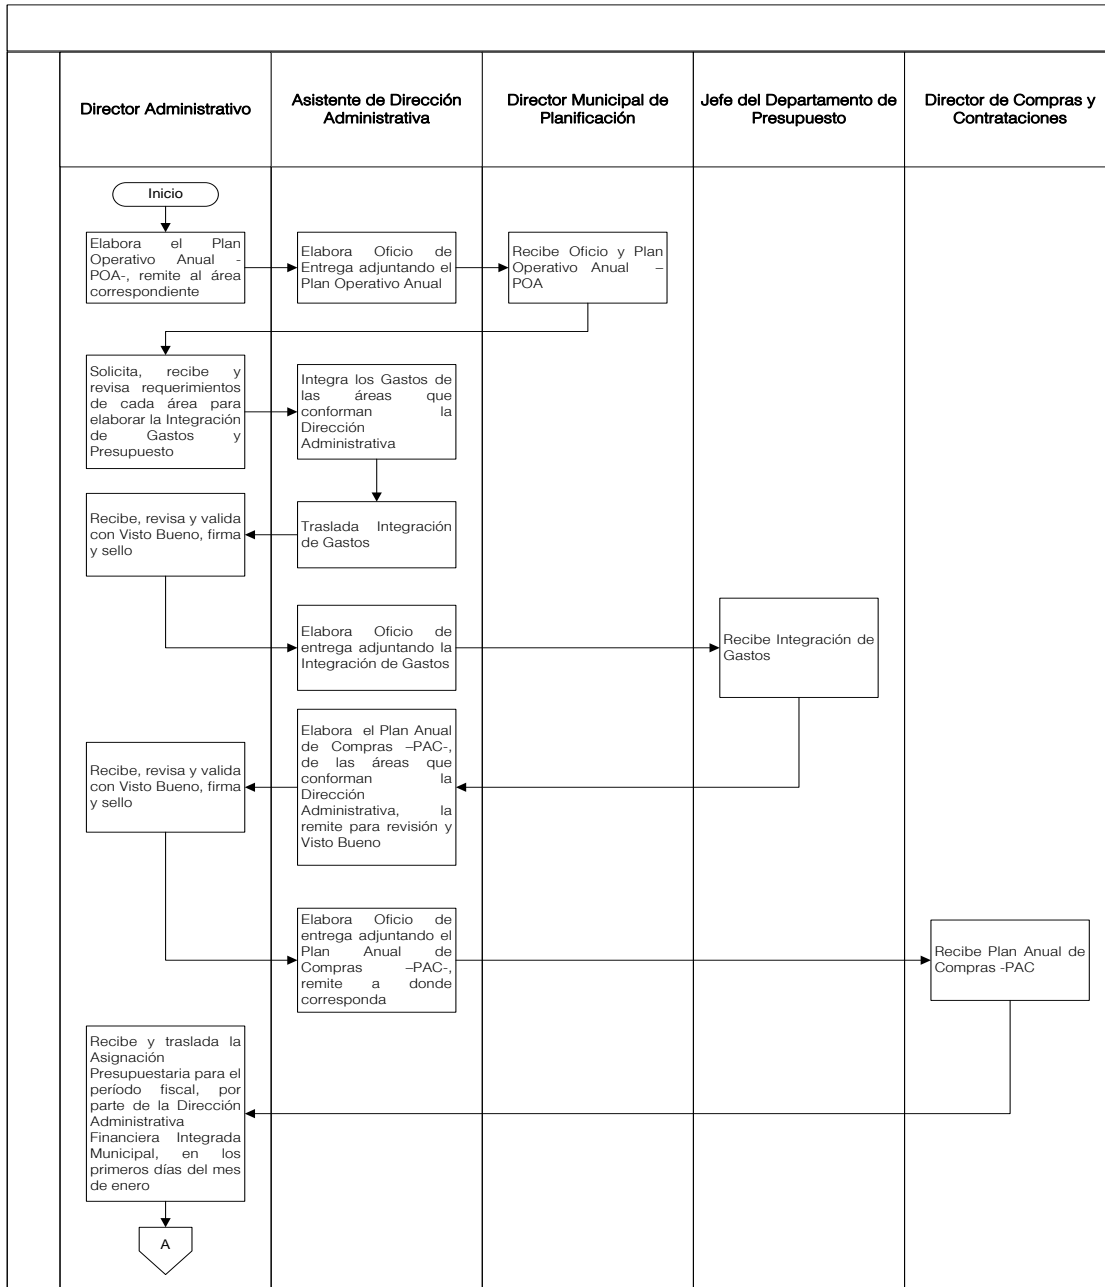 Director Administrativo
Asistente de Dirección
Administrativa
Director Municipal de
Planificación
Jefe del Departamento de
Presupuesto
Director de Compras y
Contrataciones
Inicio
Elabora el Plan
Operativo Anual -
POA-, remite al área
correspondiente
Elabora Oficio de
Entrega adjuntando el
Plan Operativo Anual
Recibe Oficio y Plan
Operativo Anual –
POA
Solicita, recibe y
revisa requerimientos
de cada área para
elaborar la Integración
de Gastos y
Presupuesto
Integra los Gastos de
las áreas que
conforman la
Dirección
Administrativa
Recibe, revisa y valida
con Visto Bueno, firma
y sello
Traslada Integración
de Gastos
Elabora Oficio de
entrega adjuntando la
Integración de Gastos
Recibe Integración de
Gastos
Elabora el Plan Anual
de Compras –PAC-,
de las áreas que
conforman la
Dirección
Administrativa, la
remite para revisión y
Visto Bueno
Recibe, revisa y valida
con Visto Bueno, firma
y sello
Elabora Oficio de
entrega adjuntando el
Plan Anual de
Compras –PAC-,
remite a donde
corresponda
Recibe Plan Anual de
Compras -PAC
Recibe y traslada la
Asignación
Presupuestaria para el
período fiscal, por
parte de la Dirección
Administrativa
Financiera Integrada
Municipal, en los
primeros días del mes
de enero
A